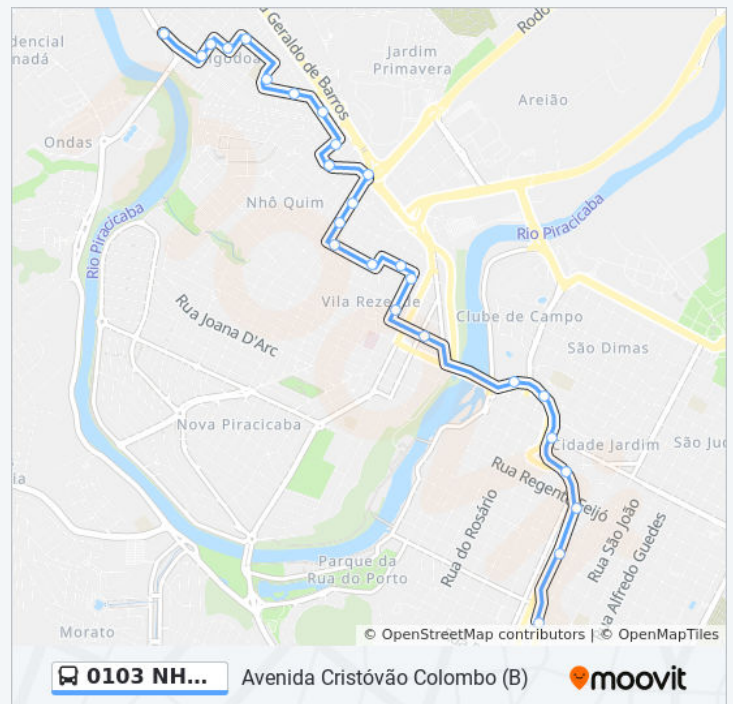 dencial
nadá
Geraldo de Barros
Rodo
Jardim
Primavera
Areião
Ondas
Nhô Quim
Rio Piracicaba
Rio Piracicaba
Vila Rezende
Rua Joana D'Arc
Clube de Campo
São Dimas
Nova Piracicaba
Cidade Jardim
São Jud
Rua Regente Feijó
Rua do Rosário
Rua São João
Rua Alfredo Guedes
Parque da
Rua do Porto
Morato
© OpenStreetMap contributors | © OpenMapTiles
0103 NH...
Avenida Cristóvão Colombo (B)
moovit